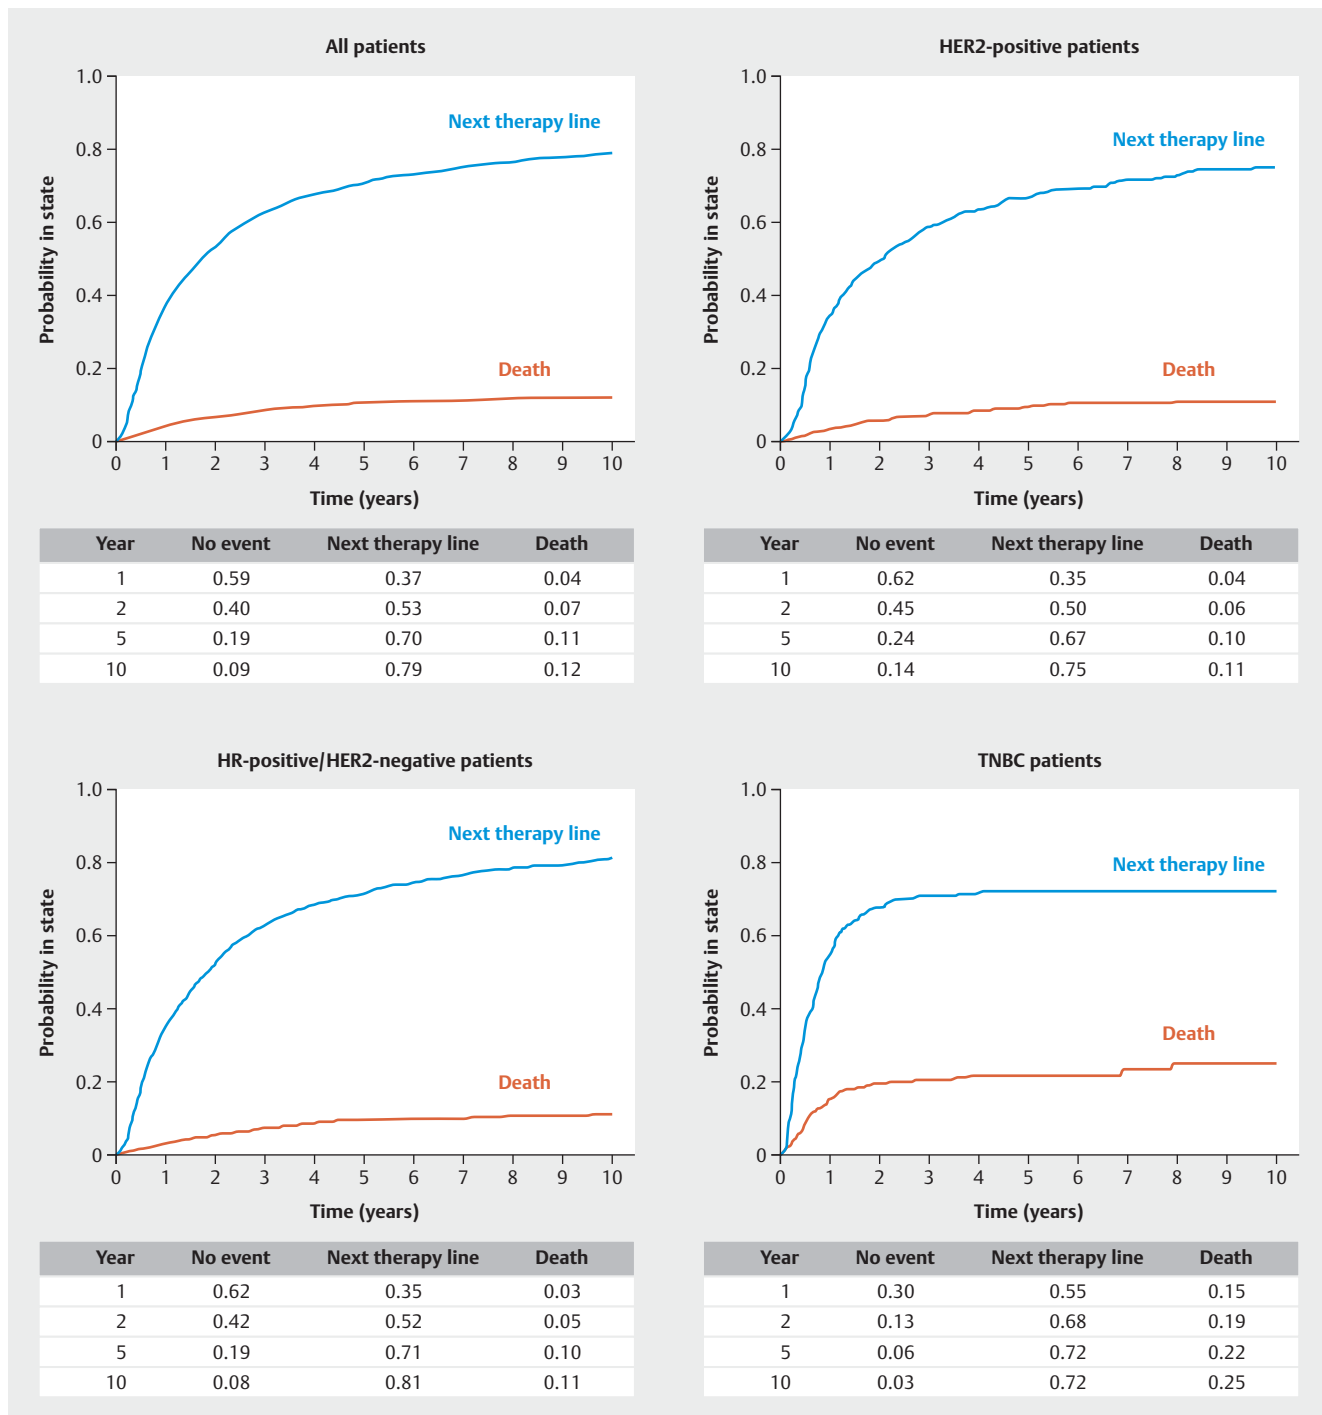 All patients
1.0
0.8
0.6
0.4
0.2
0
Probability in state
Next therapy line
Death
0 1 2 3 4 5 6 7 8 9 10
Time (years)
Year No event Next therapy line Death
1 0.59 0.37 0.04
2 0.40 0.53 0.07
5 0.19 0.70 0.11
10 0.09 0.79 0.12
HER2-positive patients
1.0
0.8
0.6
0.4
0.2
0
Probability in state
Next therapy line
Death
0 1 2 3 4 5 6 7 8 9 10
Time (years)
Year No event Next therapy line Death
1 0.62 0.35 0.04
2 0.45 0.50 0.06
5 0.24 0.67 0.10
10 0.14 0.75 0.11
HR-positive/HER2-negative patients
1.0
0.8
0.6
0.4
0.2
0
Probability in state
Next therapy line
Death
0 1 2 3 4 5 6 7 8 9 10
Time (years)
Year No event Next therapy line Death
1 0.62 0.35 0.03
2 0.42 0.52 0.05
5 0.19 0.71 0.10
10 0.08 0.81 0.11
TNBC patients
1.0
0.8
0.6
0.4
0.2
0
Probability in state
Next therapy line
Death
0 1 2 3 4 5 6 7 8 9 10
Time (years)
Year No event Next therapy line Death
1 0.30 0.55 0.15
2 0.13 0.68 0.19
5 0.06 0.72 0.22
10 0.03 0.72 0.25